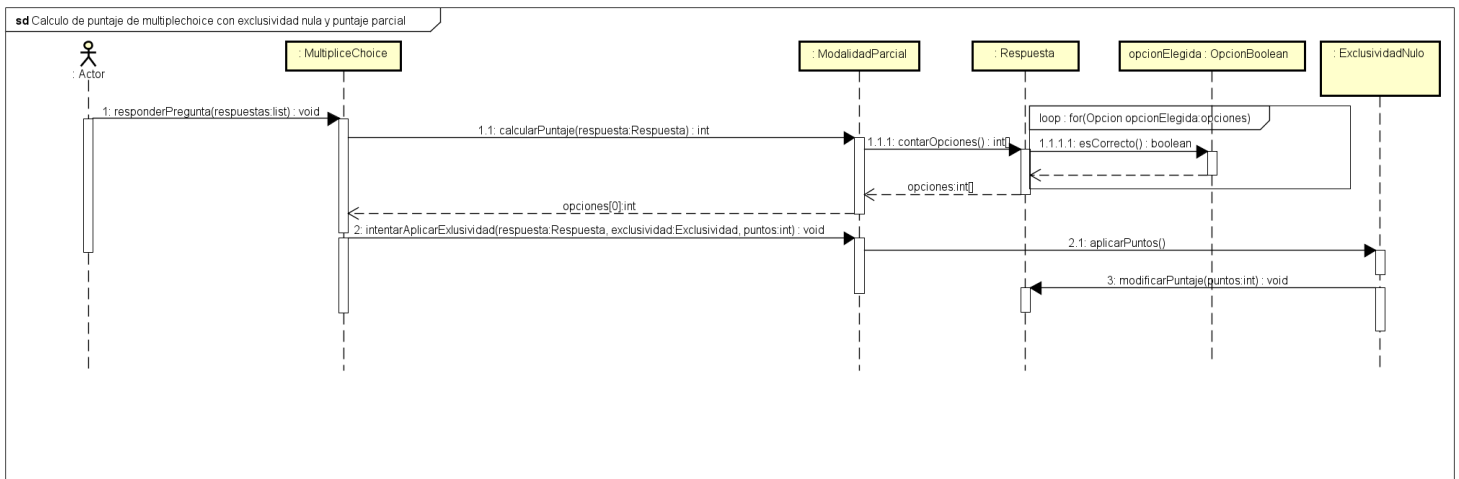 sd Calculo de puntaje de multiplechoice con exclusividad nula y puntaje parcial
: Actor
: MultipliceChoice
: ModalidadParcial
: Respuesta
opcionElegida : OpcionBoolean
: ExclusividadNulo
1: responderPregunta(respuestas:list) : void
loop : for(Opcion opcionElegida:opciones)
1.1: calcularPuntaje(respuesta:Respuesta) : int
1.1.1: contarOpciones() : int[]
1.1.1.1: esCorrecto() : boolean
opciones:int[]
opciones[0]:int
2: intentarAplicarExlusividad(respuesta:Respuesta, exclusividad:Exclusividad, puntos:int) : void
2.1: aplicarPuntos()
3: modificarPuntaje(puntos:int) : void